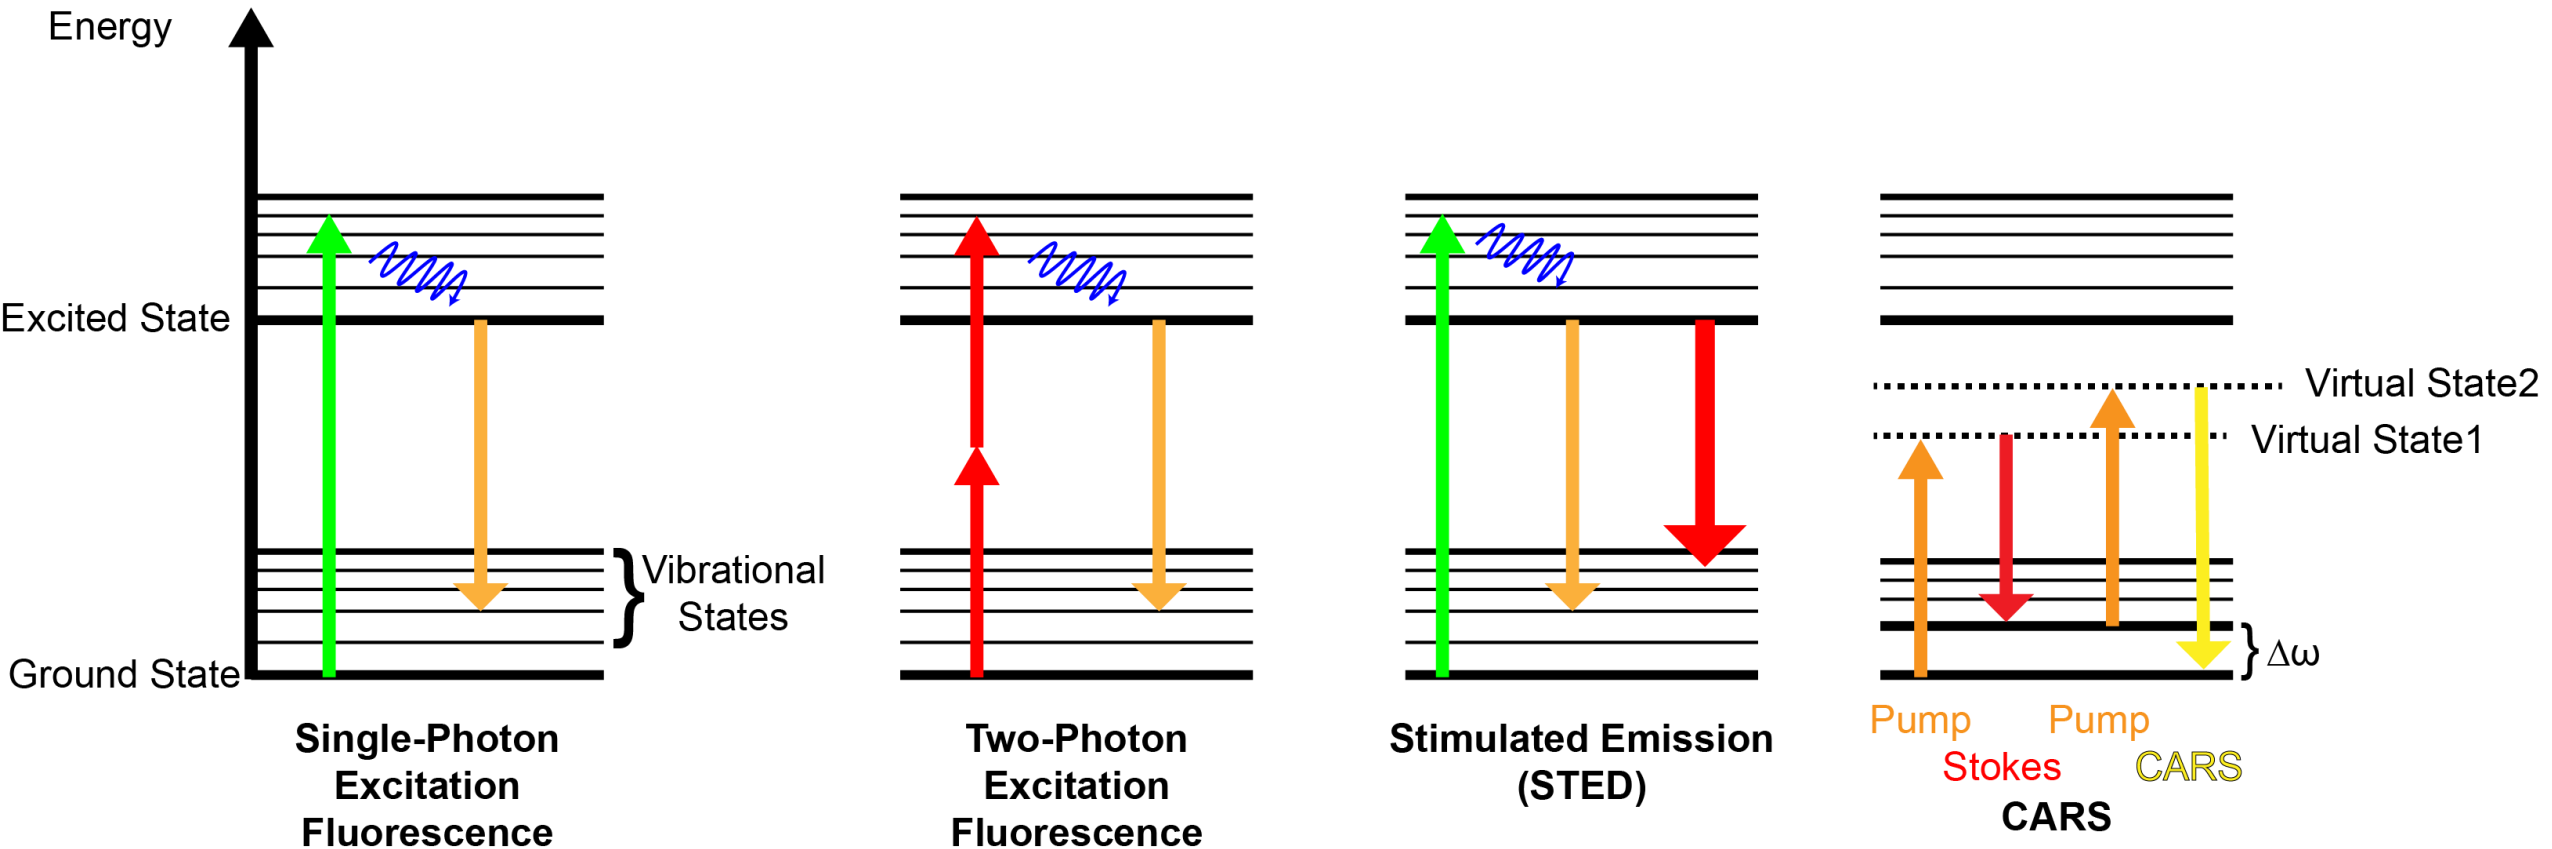 Energy
Excited State
Ground State
Vibrational
States
Single-Photon
Excitation
Fluorescence
Two-Photon
Excitation
Fluorescence
Stimulated Emission
(STED)
Virtual State2
Virtual State1
}Δω
Pump
Pump
Stokes
CARS
CARS